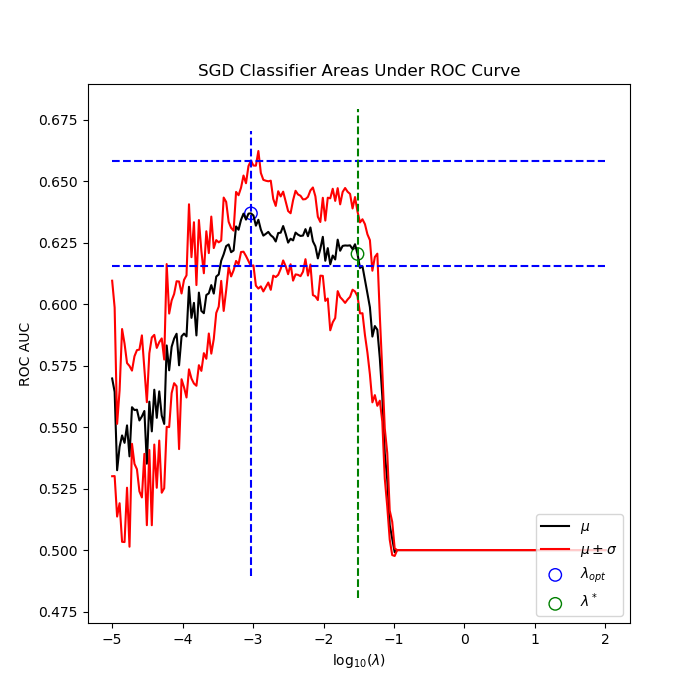 SGD Classifier Areas Under ROC Curve
ROC AUC
0.675
0.650
0.625
0.600
0.575
0.550
0.525
0.500
0.475
μ
μ ± σ
λ_opt
λ*
−5 −4 −3 −2 −1 0 1 2
log₁₀(λ)